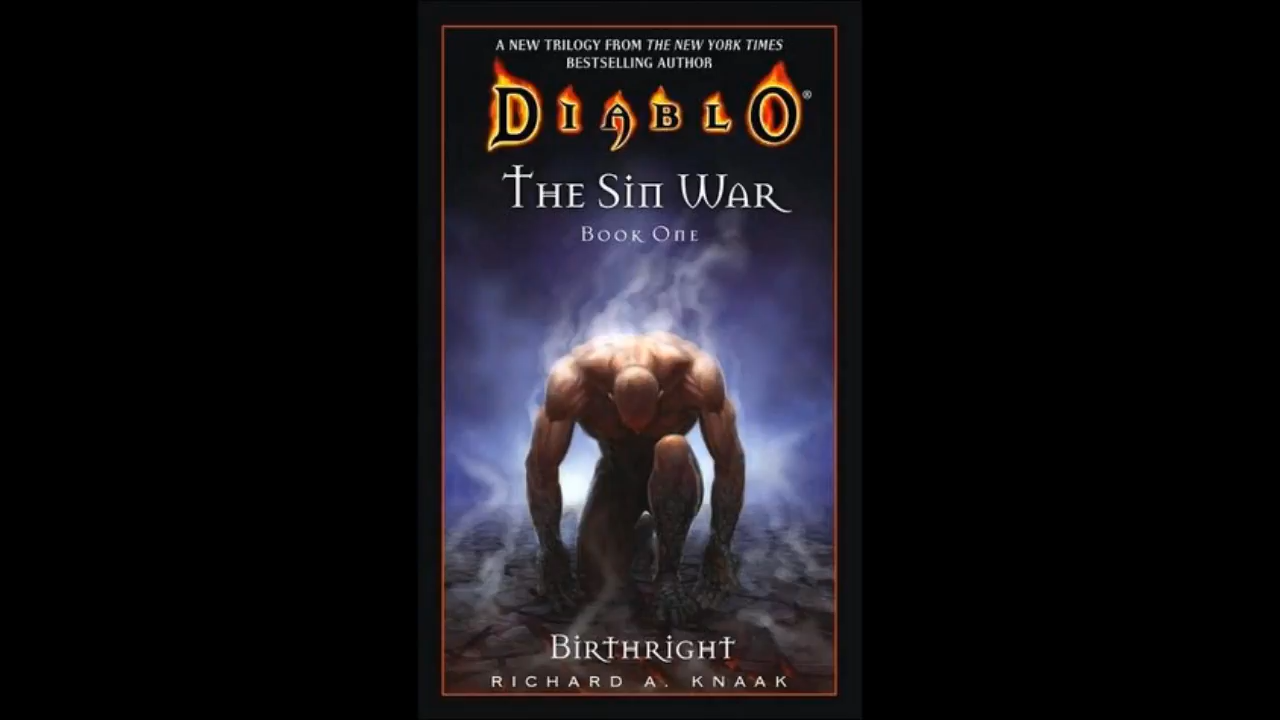 A NEW TRILOGY FROM THE NEW YORK TIMES
BESTSELLING AUTHOR
DIABLO®
THE SIN WAR
BOOK ONE
BIRTHRIGHT
RICHARD A. KNAAK